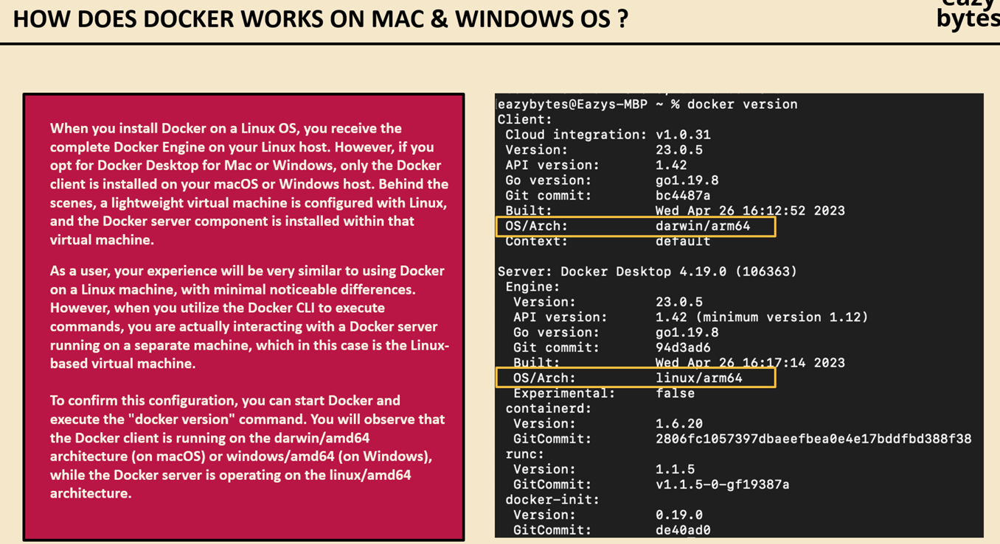 HOW DOES DOCKER WORKS ON MAC & WINDOWS OS ?
eazy
bytes
When you install Docker on a Linux OS, you receive the
complete Docker Engine on your Linux host. However, if you
opt for Docker Desktop for Mac or Windows, only the Docker
client is installed on your macOS or Windows host. Behind the
scenes, a lightweight virtual machine is configured with Linux,
and the Docker server component is installed within that
virtual machine.
As a user, your experience will be very similar to using Docker
on a Linux machine, with minimal noticeable differences.
However, when you utilize the Docker CLI to execute
commands, you are actually interacting with a Docker server
running on a separate machine, which in this case is the Linux-
based virtual machine.
To confirm this configuration, you can start Docker and
execute the "docker version" command. You will observe that
the Docker client is running on the darwin/amd64
architecture (on macOS) or windows/amd64 (on Windows),
while the Docker server is operating on the linux/amd64
architecture.
eazybytes@Eazys-MBP ~ % docker version
Client:
Cloud integration: v1.0.31
Version: 23.0.5
API version: 1.42
Go version: go1.19.8
Git commit: bc4487a
Built: Wed Apr 26 16:12:52 2023
OS/Arch: darwin/arm64
Context: default
Server: Docker Desktop 4.19.0 (106363)
Engine:
Version: 23.0.5
API version: 1.42 (minimum version 1.12)
Go version: go1.19.8
Git commit: 94d3ad6
Built: Wed Apr 26 16:17:14 2023
OS/Arch: linux/arm64
Experimental: false
containerd:
Version: 1.6.20
GitCommit: 2806fc1057397dbaeefbea0e4e17bddfbd388f38
runc:
Version: 1.1.5
GitCommit: v1.1.5-0-gf19387a
docker-init:
Version: 0.19.0
GitCommit: de40ad0